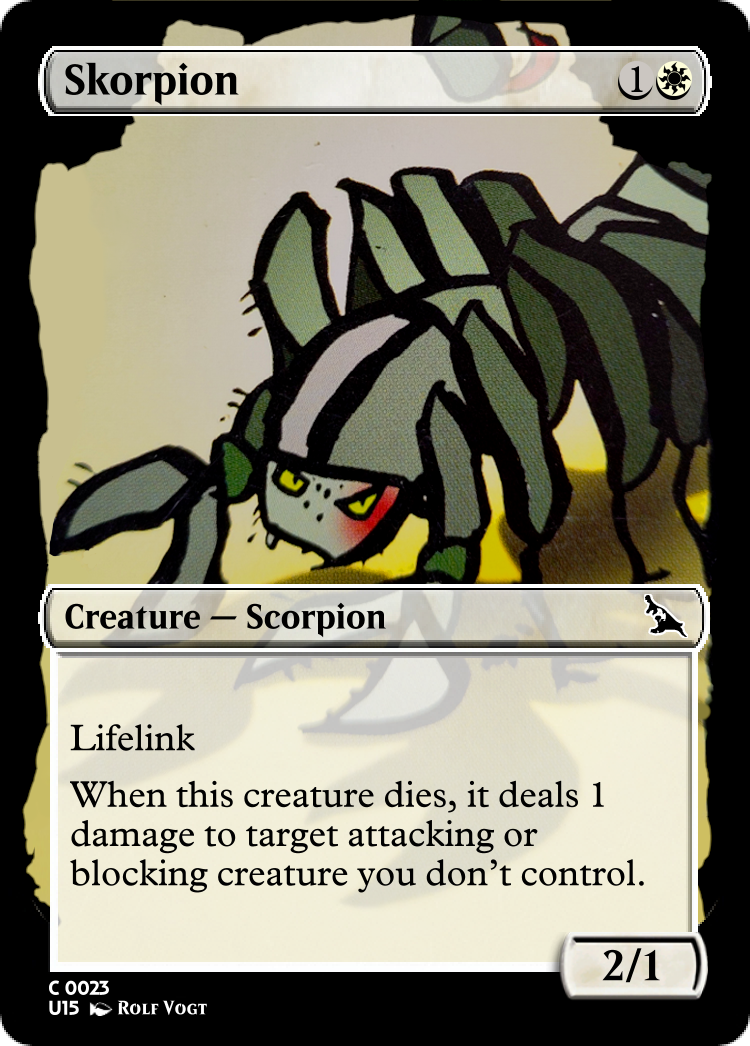 Skorpion 1
Creature — Scorpion
Lifelink
When this creature dies, it deals 1
damage to target attacking or
blocking creature you don't control.
2/1
C 0023
U15 Rolf Vogt